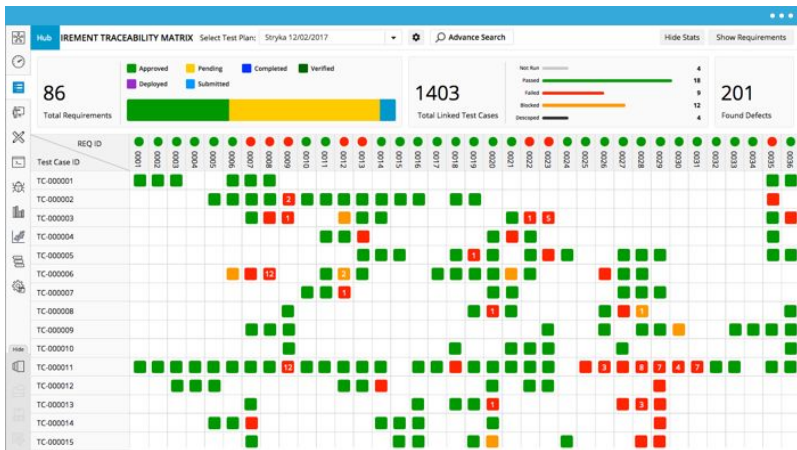 Hub IREMENT TRACEABILITY MATRIX Select Test Plan: Stryka 12/02/2017 Advance Search Hide Stats Show Requirements
86
Total Requirements
Approved Pending Completed Verified
Deployed Submitted
1403
Total Linked Test Cases
Not Run 4
Passed 18
Failed 9
Blocked 12
Descoped 4
201
Found Defects
REQ ID
Test Case ID
0001 0002 0003 0004 0005 0006 0007 0008 0009 0010 0011 0012 0013 0014 0015 0016 0017 0018 0019 0020 0021 0022 0023 0024 0025 0026 0027 0028 0029 0030 0031 0032 0033 0034 0035 0036
TC-000001
TC-000002 2
TC-000003 1 1 5
TC-000004
TC-000005 1
TC-000006 12 2
TC-000007 1
TC-000008 1 1
TC-000009
TC-000010
Hide
TC-000011 12 3 8 7 4 7
TC-000012
TC-000013 1 3
TC-000014
TC-000015